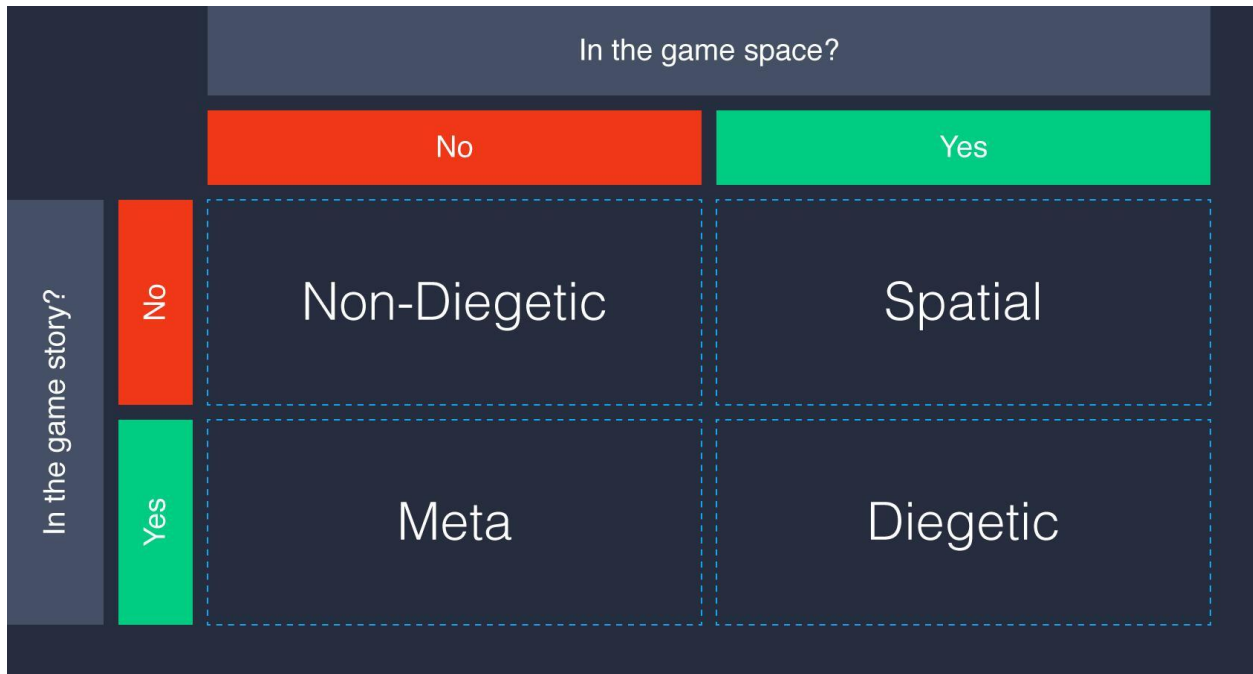 In the game space?
No
Yes
In the game story?
No
Non-Diegetic
Spatial
Yes
Meta
Diegetic